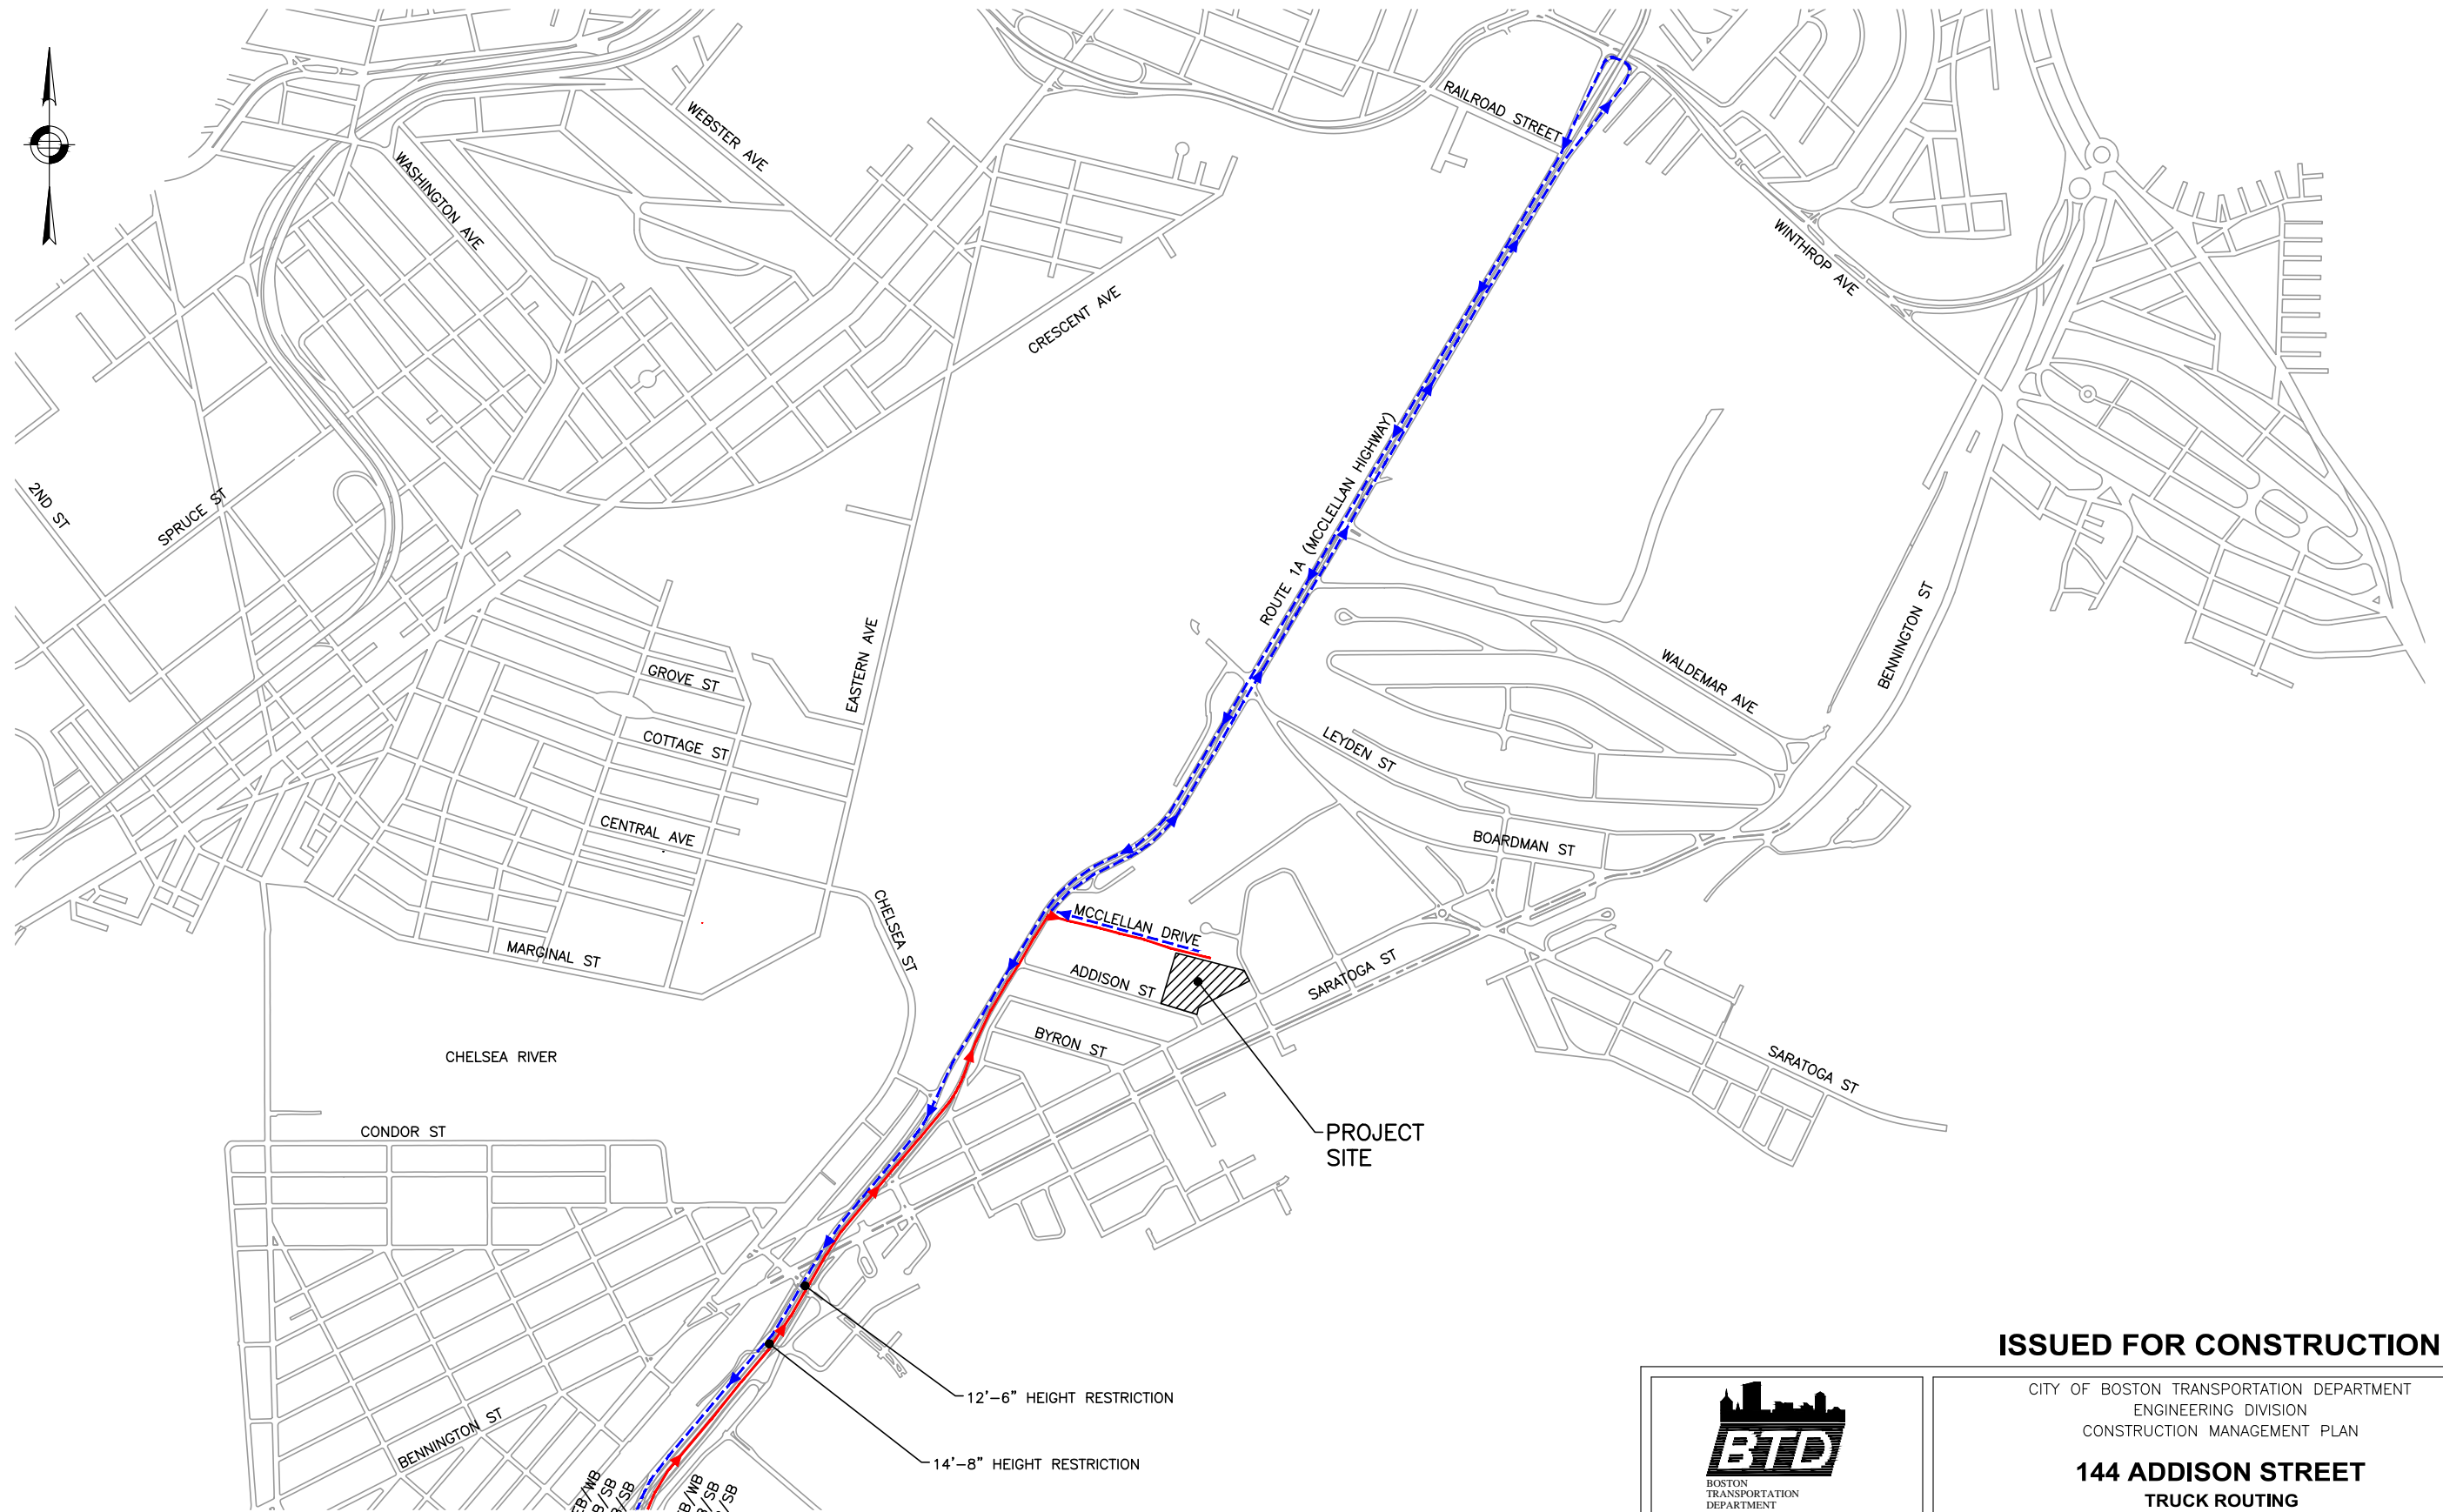 RAILROAD STREET
WEBSTER AVE
WASHINGTON AVE
WINTHROP AVE
CRESCENT AVE
ROUTE 1A (MCCLELLAN HIGHWAY)
2ND ST
SPRUCE ST
EASTERN AVE
GROVE ST
COTTAGE ST
CENTRAL AVE
MARGINAL ST
CHELSEA ST
WALDEMAR AVE
BENNINGTON ST
LEYDEN ST
BOARDMAN ST
MCCLELLAN DRIVE
ADDISON ST
SARATOGA ST
BYRON ST
SARATOGA ST
CHELSEA RIVER
CONDOR ST
PROJECT
SITE
12'-6" HEIGHT RESTRICTION
14'-8" HEIGHT RESTRICTION
BENNINGTON ST
ISSUED FOR CONSTRUCTION
BTD
BOSTON
TRANSPORTATION
DEPARTMENT
CITY OF BOSTON TRANSPORTATION DEPARTMENT
ENGINEERING DIVISION
CONSTRUCTION MANAGEMENT PLAN
144 ADDISON STREET
TRUCK ROUTING